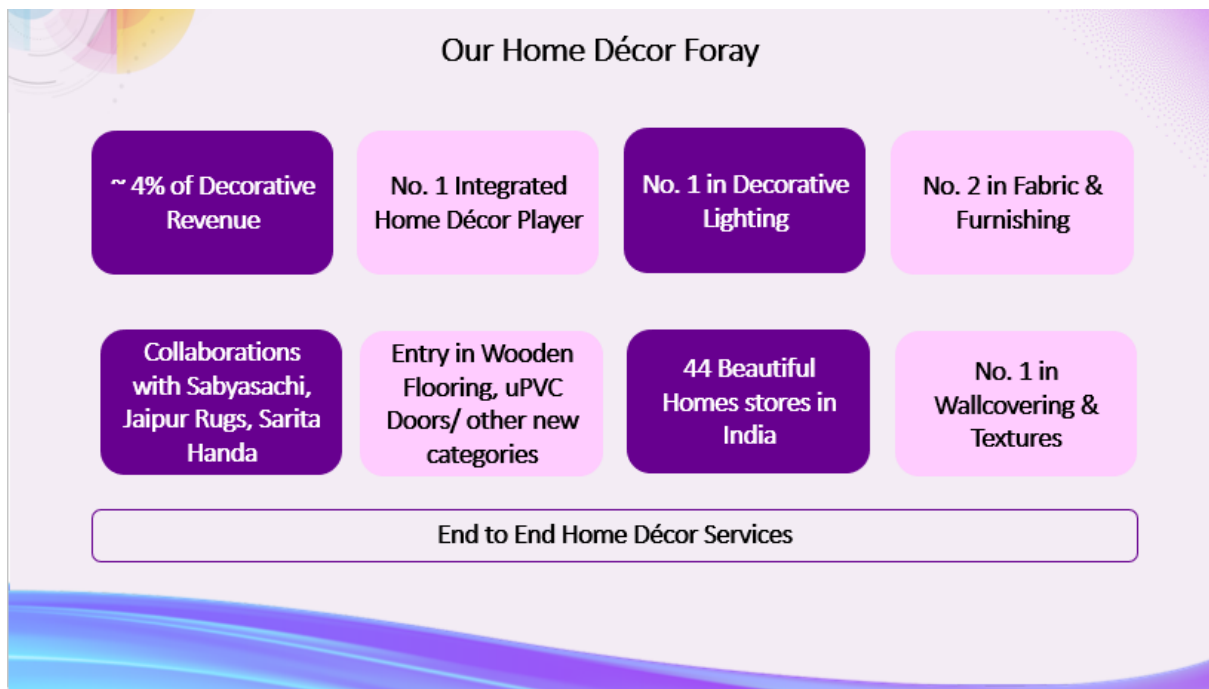 Our Home Décor Foray
~ 4% of Decorative
Revenue
No. 1 Integrated
Home Décor Player
No. 1 in Decorative
Lighting
No. 2 in Fabric &
Furnishing
Collaborations
with Sabyasachi,
Jaipur Rugs, Sarita
Handa
Entry in Wooden
Flooring, uPVC
Doors/ other new
categories
44 Beautiful
Homes stores in
India
No. 1 in
Wallcovering &
Textures
End to End Home Décor Services